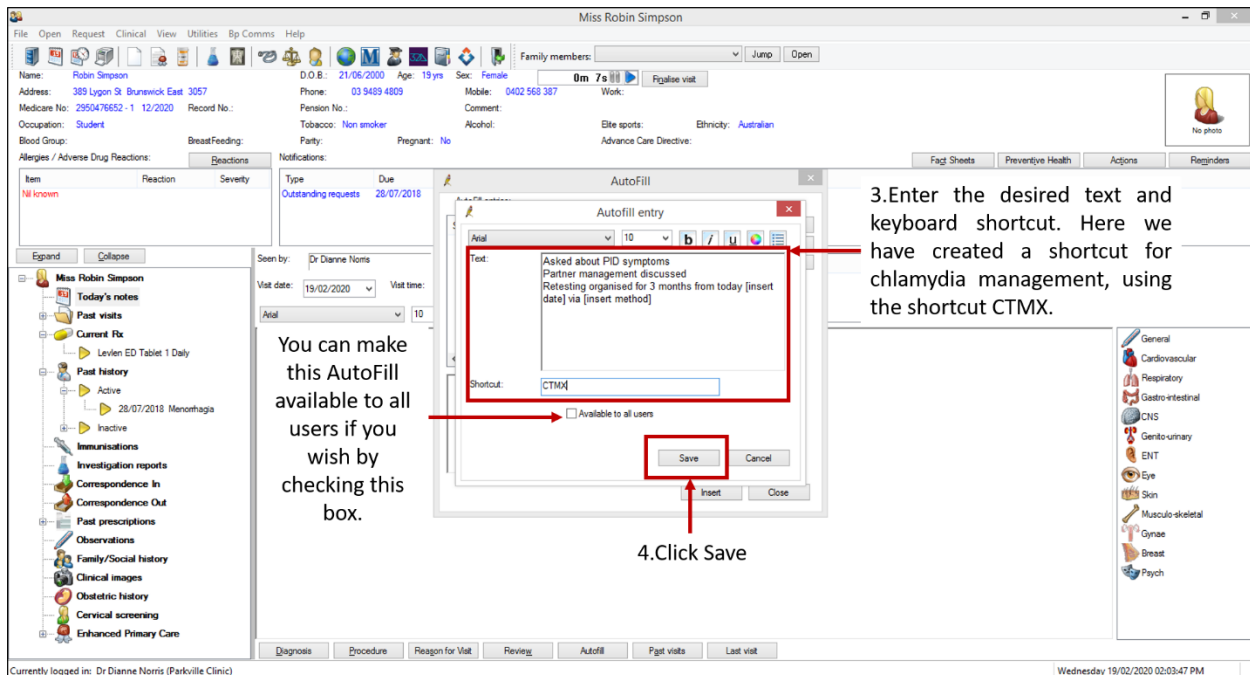 Miss Robin Simpson
File Open Request Clinical View Utilities Bp Comms Help
Family members: Jump Open
Name: Robin Simpson D.O.B.: 21/06/2000 Age: 19 yrs Sex: Female 0m 7s Finalise visit
Address: 389 Lygon St Brunswick East 3057 Phone: 03 9489 4809 Mobile: 0402 568 387 Work:
Medicare No: 2950476652 - 1 12/2020 Record No.: Pension No.: Comment:
Occupation: Student Tobacco: Non smoker Alcohol: Elite sports: Ethnicity: Australian
No photo
Blood Group: BreastFeeding: Parity: Pregnant: No Advance Care Directive:
Allergies / Adverse Drug Reactions: Reactions Notifications: Fact Sheets Preventive Health Actions Reminders
Item Reaction Severity Type Due
Nil known Outstanding requests 28/07/2018
AutoFill
Autofill entry
Arial 10 b i u
Text:
Asked about PID symptoms
Partner management discussed
Retesting organised for 3 months from today [insert
date] via [insert method]
Shortcut: CTMX
Available to all users
Save Cancel
Insert Close
3.Enter the desired text and
keyboard shortcut. Here we
have created a shortcut for
chlamydia management, using
the shortcut CTMX.
Expand Collapse
Seen by: Dr Dianne Norris
Visit date: 19/02/2020 Visit time:
Arial 10
Miss Robin Simpson
Today's notes
Past visits
Current Rx
Levlen ED Tablet 1 Daily
Past history
Active
28/07/2018 Menorrhagia
Inactive
Immunisations
Investigation reports
Correspondence In
Correspondence Out
Past prescriptions
Observations
Family/Social history
Clinical images
Obstetric history
Cervical screening
Enhanced Primary Care
You can make
this AutoFill
available to all
users if you
wish by
checking this
box.
4.Click Save
General
Cardiovascular
Respiratory
Gastro-intestinal
CNS
Genito-urinary
ENT
Eye
Skin
Musculo-skeletal
Gynae
Breast
Psych
Diagnosis Procedure Reason for Visit Review Autofill Past visits Last visit
Currently logged in: Dr Dianne Norris (Parkville Clinic) Wednesday 19/02/2020 02:03:47 PM